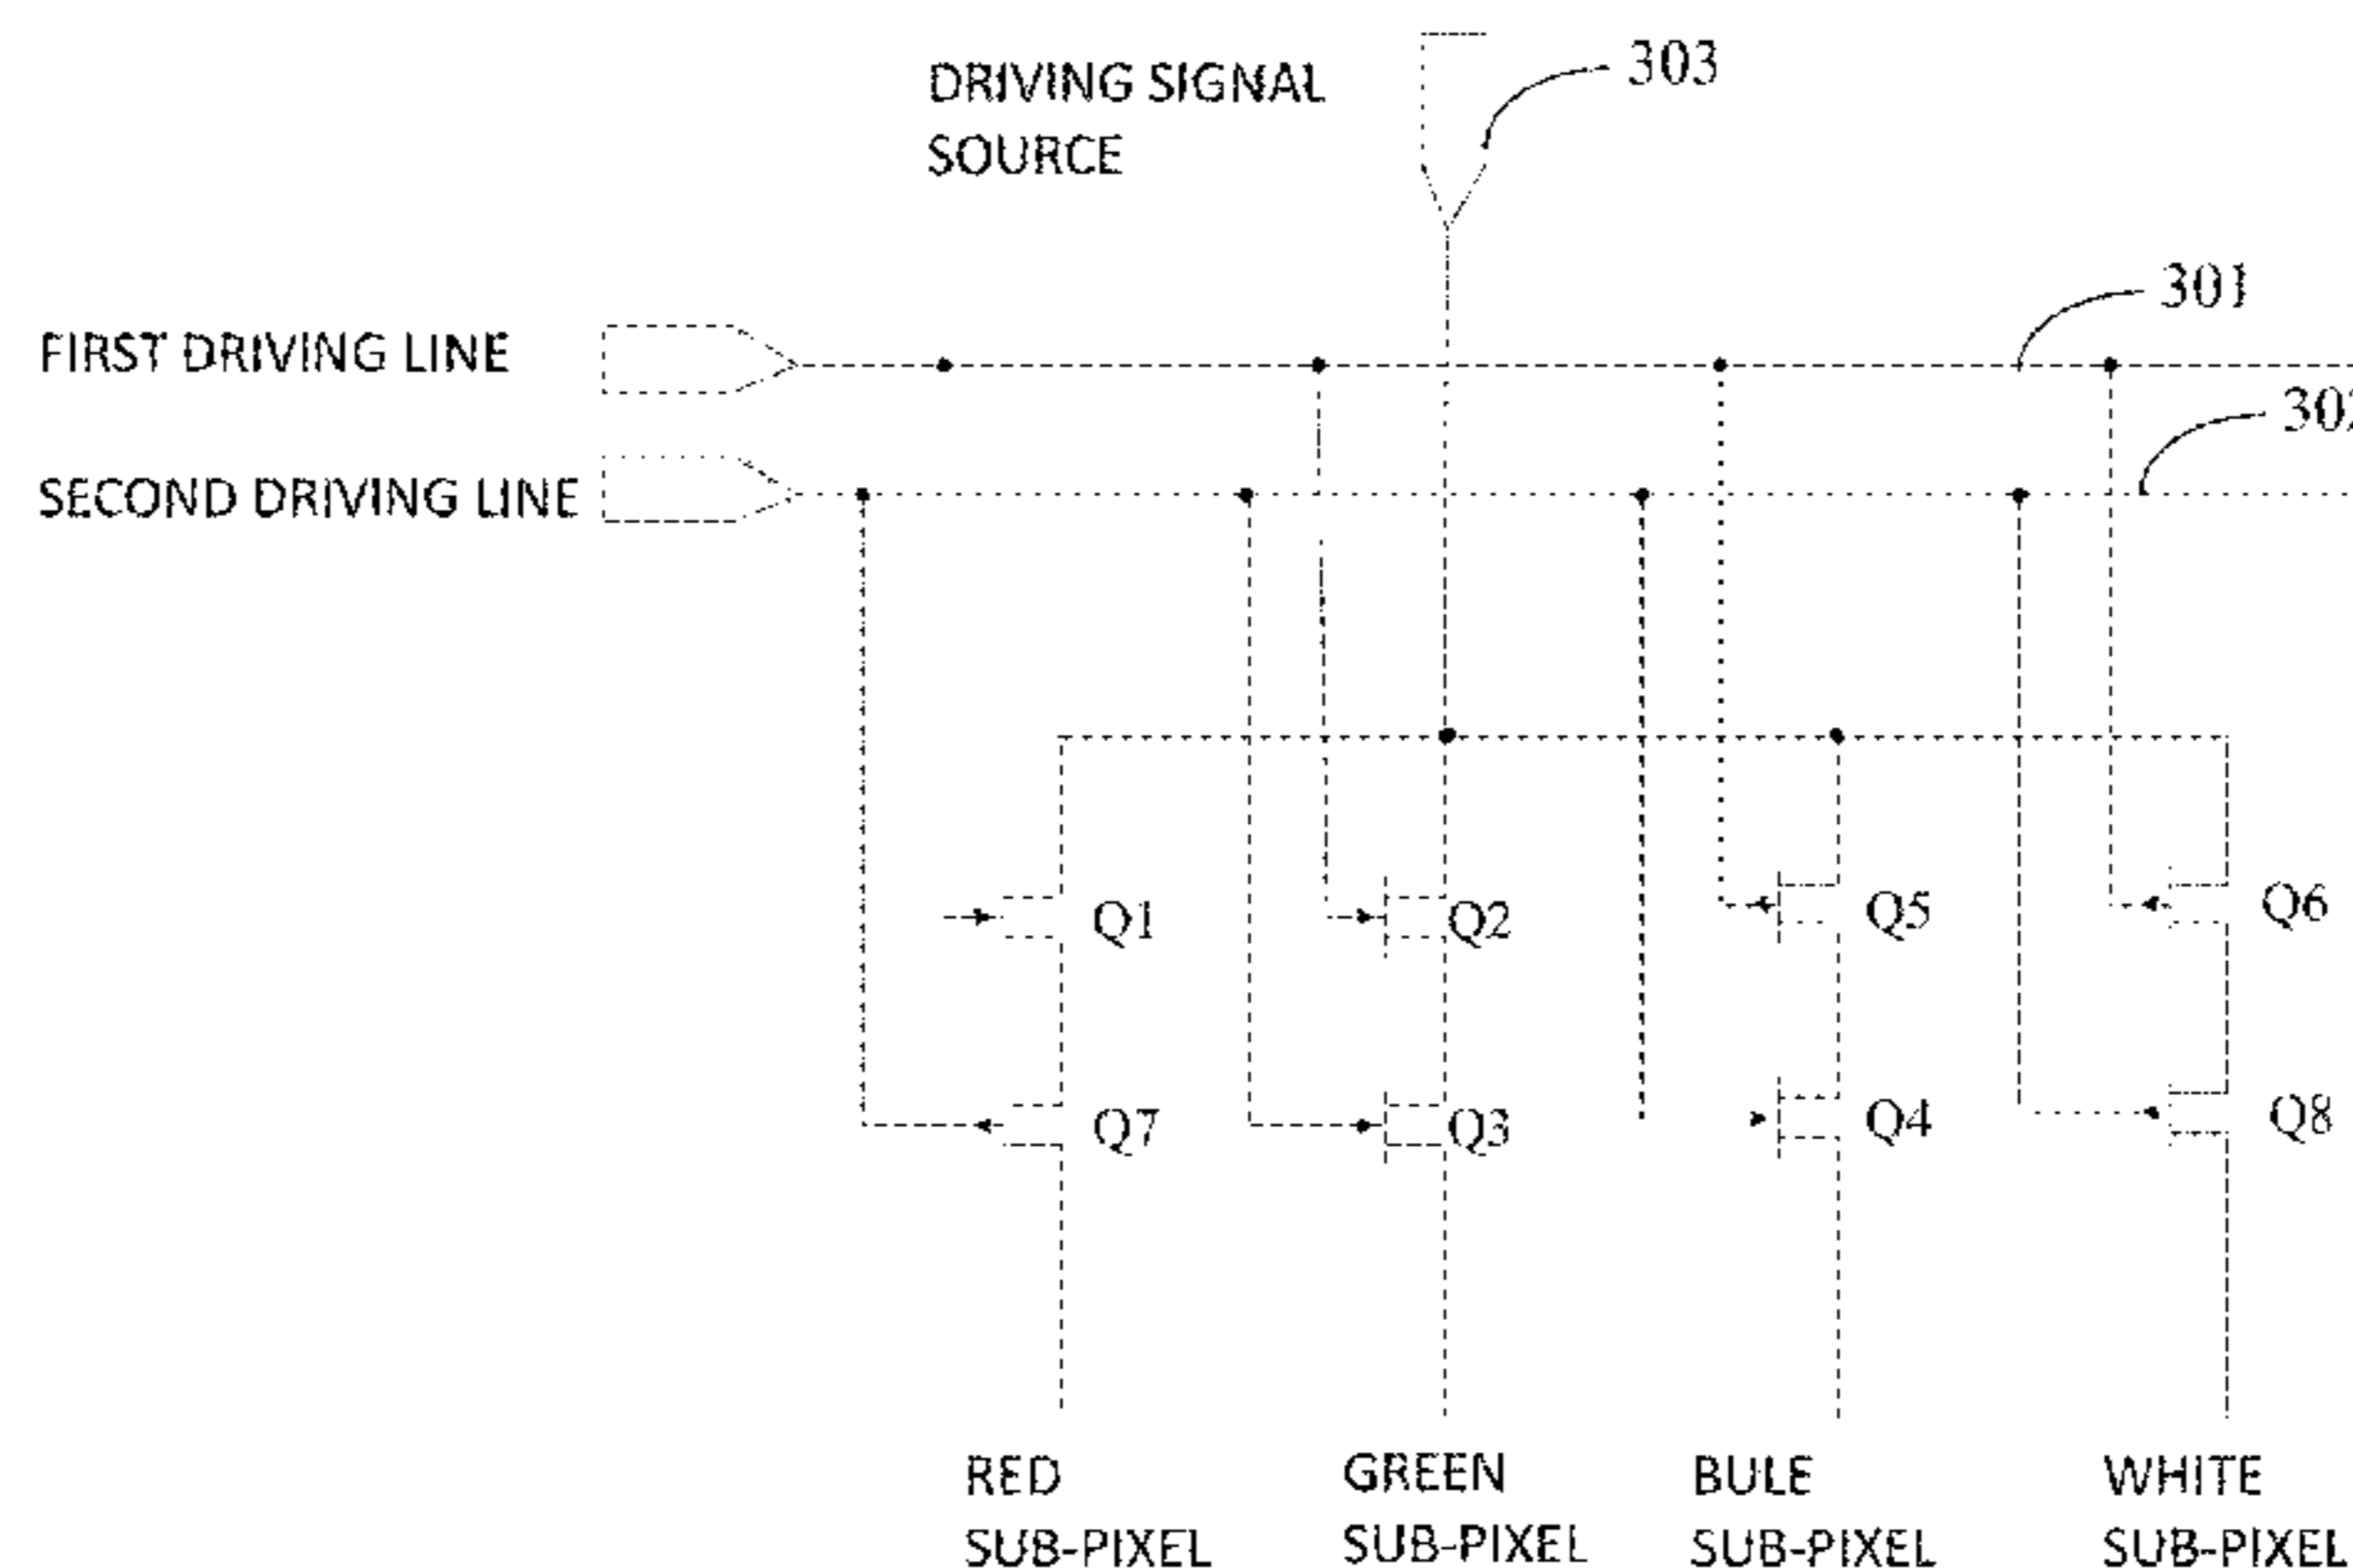 DRIVING SIGNAL
SOURCE
303
301
FIRST DRIVING LINE
SECOND DRIVING LINE
Q1
Q2
Q5
Q6
Q7
Q3
Q4
Q8
RED
SUB-PIXEL
GREEN
SUB-PIXEL
BULE
SUB-PIXEL
WHITE
SUB-PIXEL